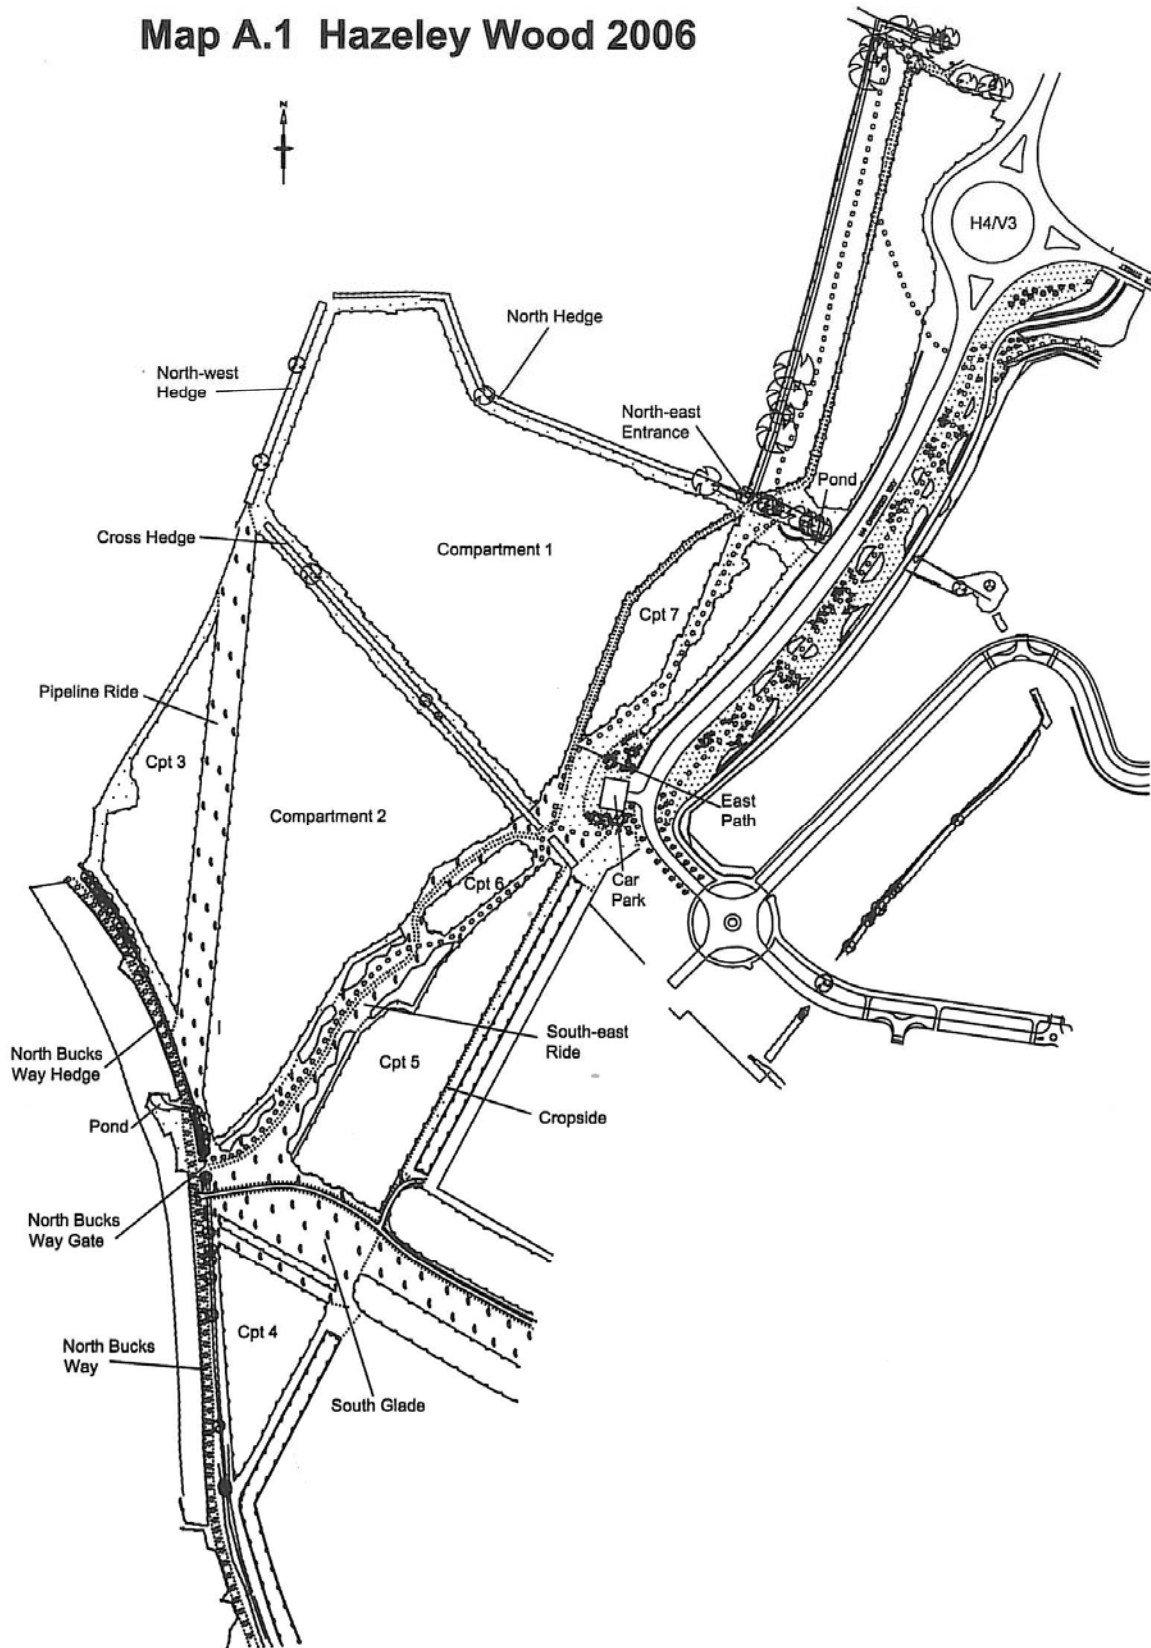 Map A.1 Hazeley Wood 2006
N
H4/V3
North Hedge
North-west
Hedge
North-east
Entrance
Pond
Cross Hedge
Compartment 1
Cpt 7
Pipeline Ride
Cpt 3
Compartment 2
East
Path
Cpt 6
Car
Park
North Bucks
Way Hedge
South-east
Ride
Cpt 5
Pond
Cropside
North Bucks
Way Gate
Cpt 4
North Bucks
Way
South Glade
STREET